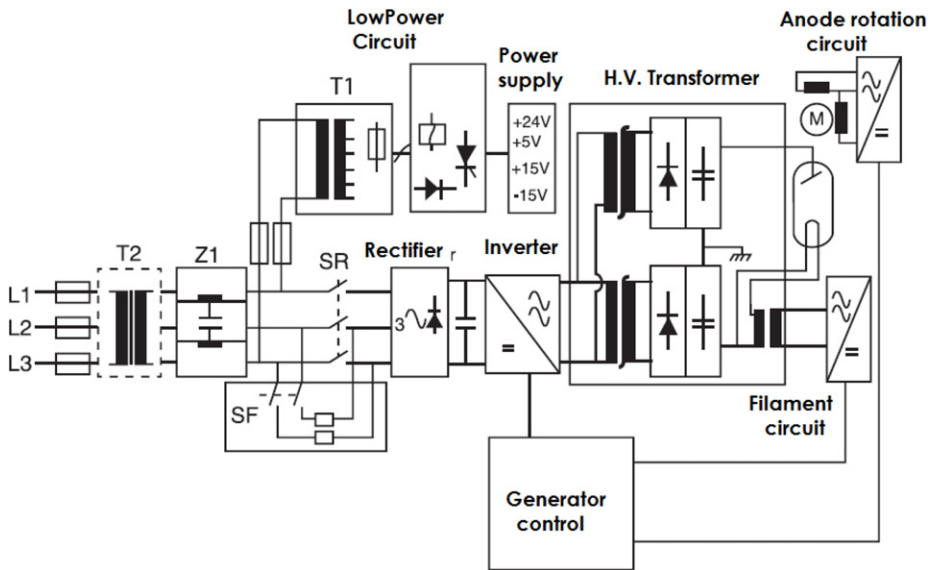 LowPower
Circuit
Power
supply
H.V. Transformer
Anode rotation
circuit
T1
+24V
+5V
+15V
-15V
M
=
T2
Z1
SR
Rectifier r
Inverter
L1
L2
L3
3
=
=
SF
Filament
circuit
Generator
control